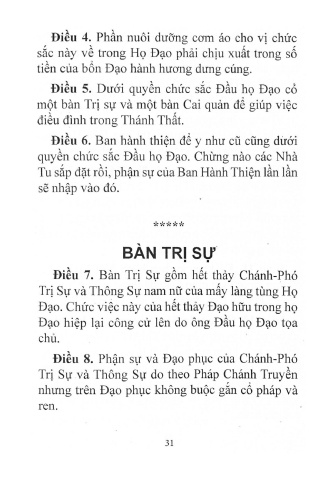 Điều 4. Phần nuôi dưỡng cơm áo cho vị chức
sắc này về trong Họ Đạo phải chịu xuất trong số
tiền của bổn Đạo hành hương dưng cúng.
Điều 5. Dưới quyền chức sắc Đầu họ Đạo có
một bàn Trị sự và một bàn Cai quản để giúp việc
điều đình trong Thánh Thất.
Điều 6. Ban hành thiện để y như cũ cũng dưới
quyền chức sắc Đầu họ Đạo. Chừng nào các Nhà
Tu sắp đặt rồi, phận sự của Ban Hành Thiện lần lần
sẽ nhập vào đó.
*****
BÀN TRỊ SỰ
Điều 7. Bàn Trị Sự gồm hết thảy Chánh-Phó
Trị Sự và Thông Sự nam nữ của mấy làng tùng Họ
Đạo. Chức việc này của hết thảy Đạo hữu trong họ
Đạo hiệp lại công cử lên do ông Đầu họ Đạo tọa
chủ.
Điều 8. Phận sự và Đạo phục của Chánh-Phó
Trị Sự và Thông Sự do theo Pháp Chánh Truyền
nhưng trên Đạo phục không buộc gắn cổ pháp và
ren.
31